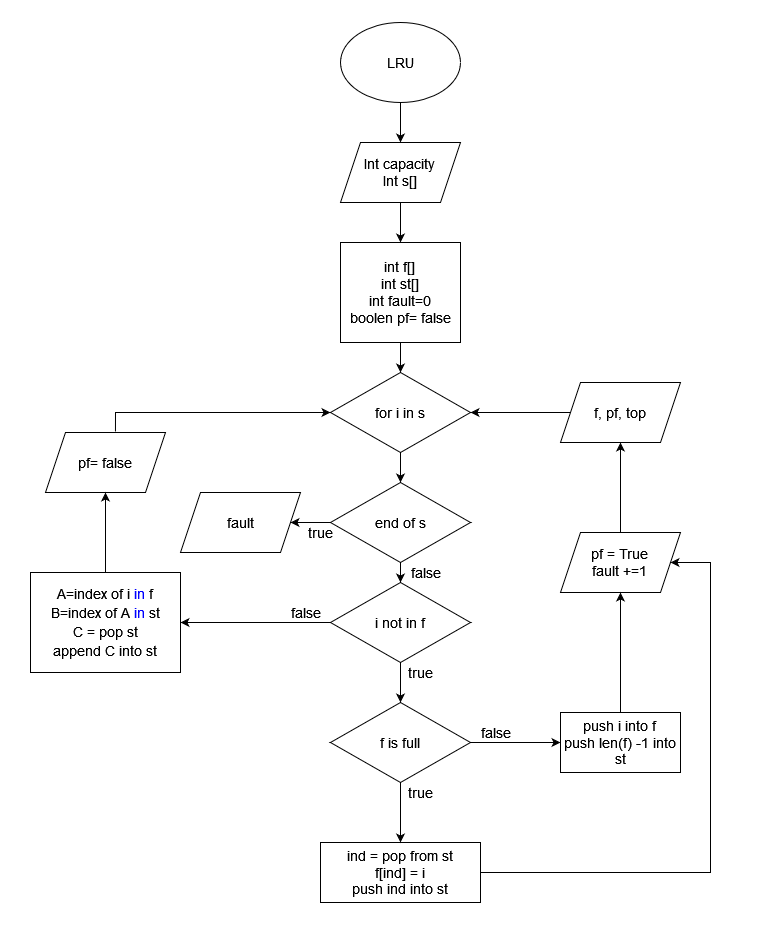 LRU
Int capacity
Int s[]
int f[]
int st[]
int fault=0
boolen pf= false
for i in s
f, pf, top
pf= false
fault
true
end of s
false
pf = True
fault +=1
A=index of i in f
B=index of A in st
C = pop st
append C into st
false
i not in f
true
f is full
false
push i into f
push len(f) -1 into
st
true
ind = pop from st
f[ind] = i
push ind into st